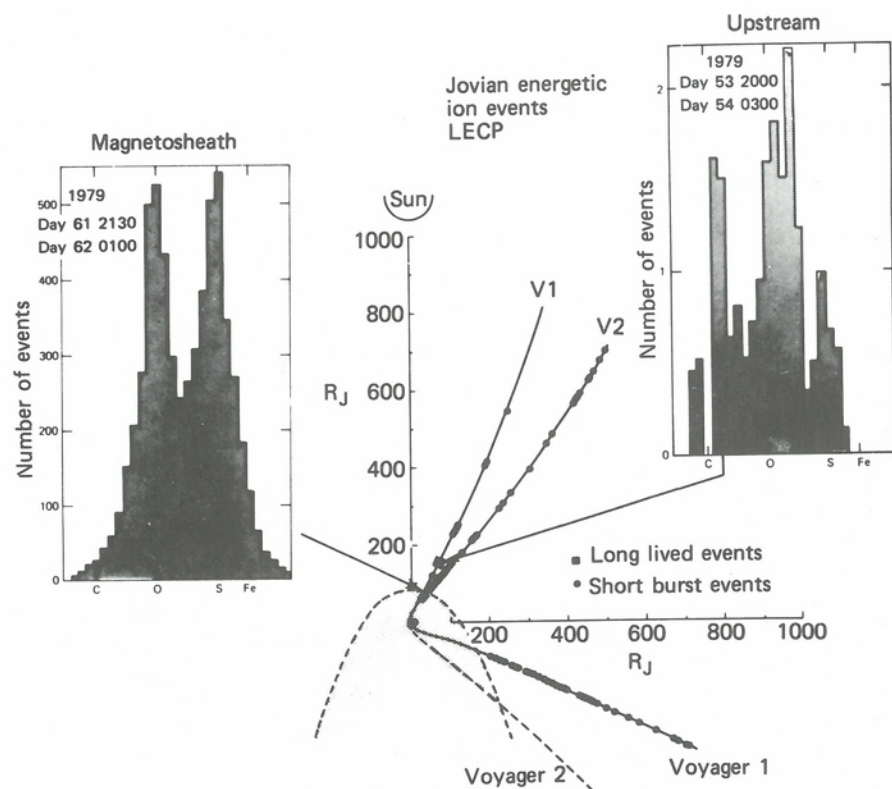 Upstream
1979
Day 53 2000
Day 54 0300
Number of events
2
1
0
C O S Fe
Jovian energetic
ion events
LECP
Magnetosheath
1979
Day 61 2130
Day 62 0100
Number of events
500
400
300
200
100
0
C O S Fe
Sun
1000
800
600
400
200
RJ
V1
V2
Long lived events
Short burst events
200 400 600 800 1000
RJ
Voyager 2
Voyager 1